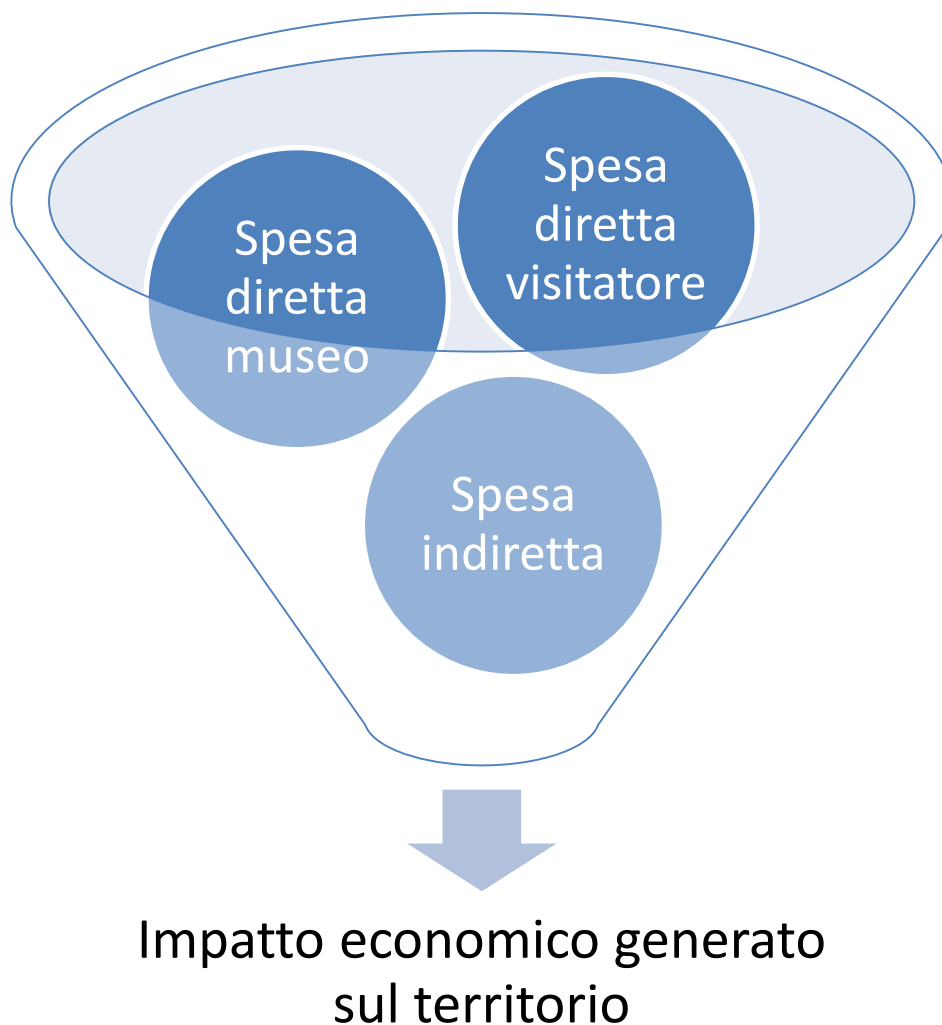 Spesa
diretta
museo
Spesa
diretta
visitatore
Spesa
indiretta
Impatto economico generato
sul territorio